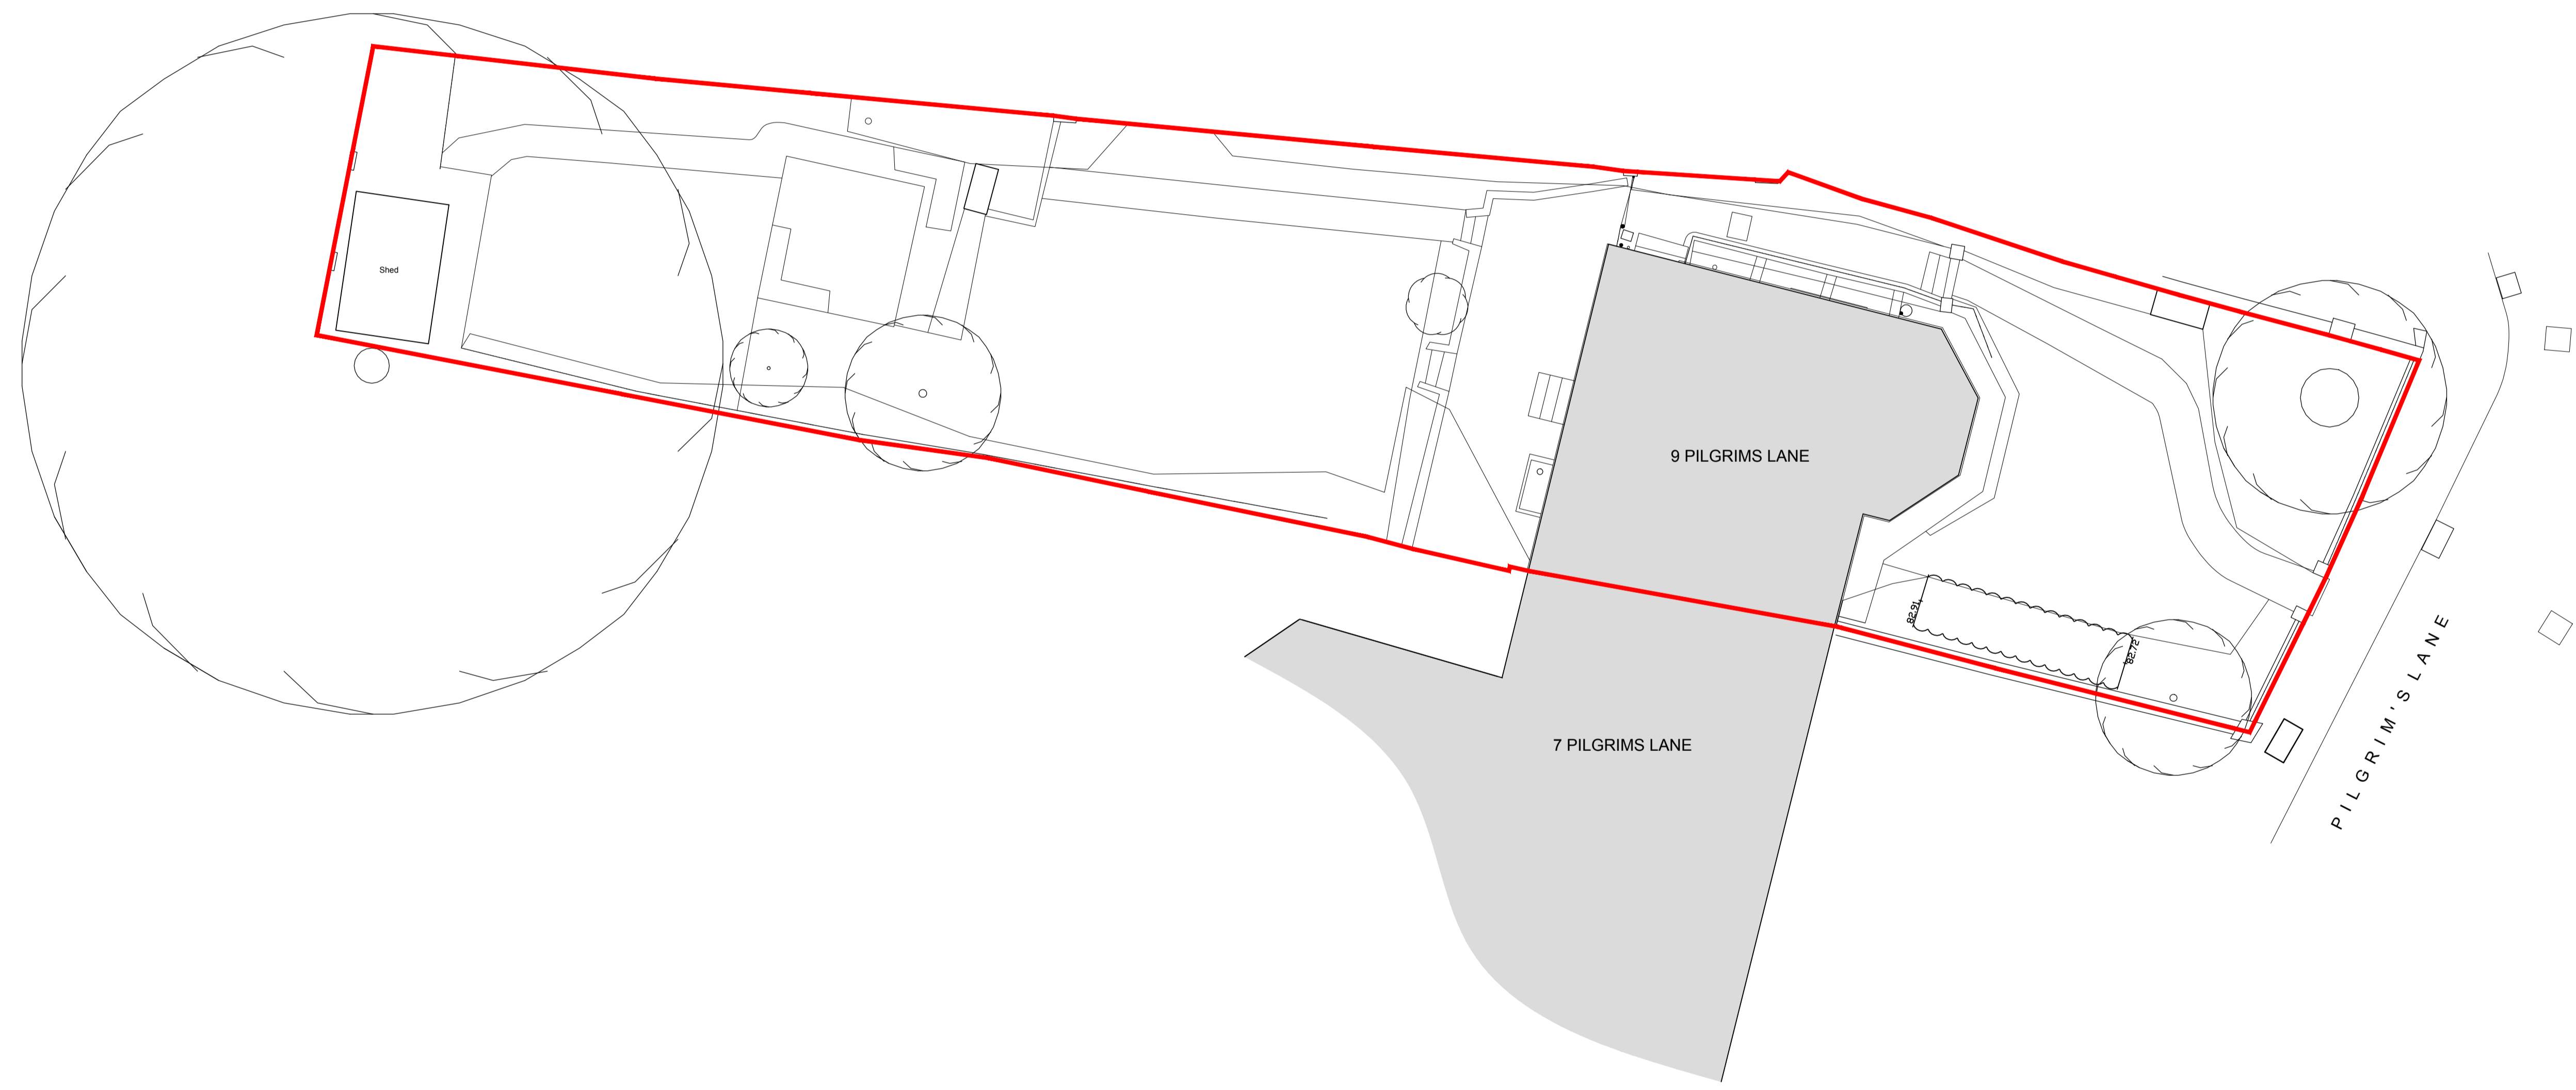 Shed
9 PILGRIMS LANE
82.91
82.72
7 PILGRIMS LANE
PILGRIM'S LANE